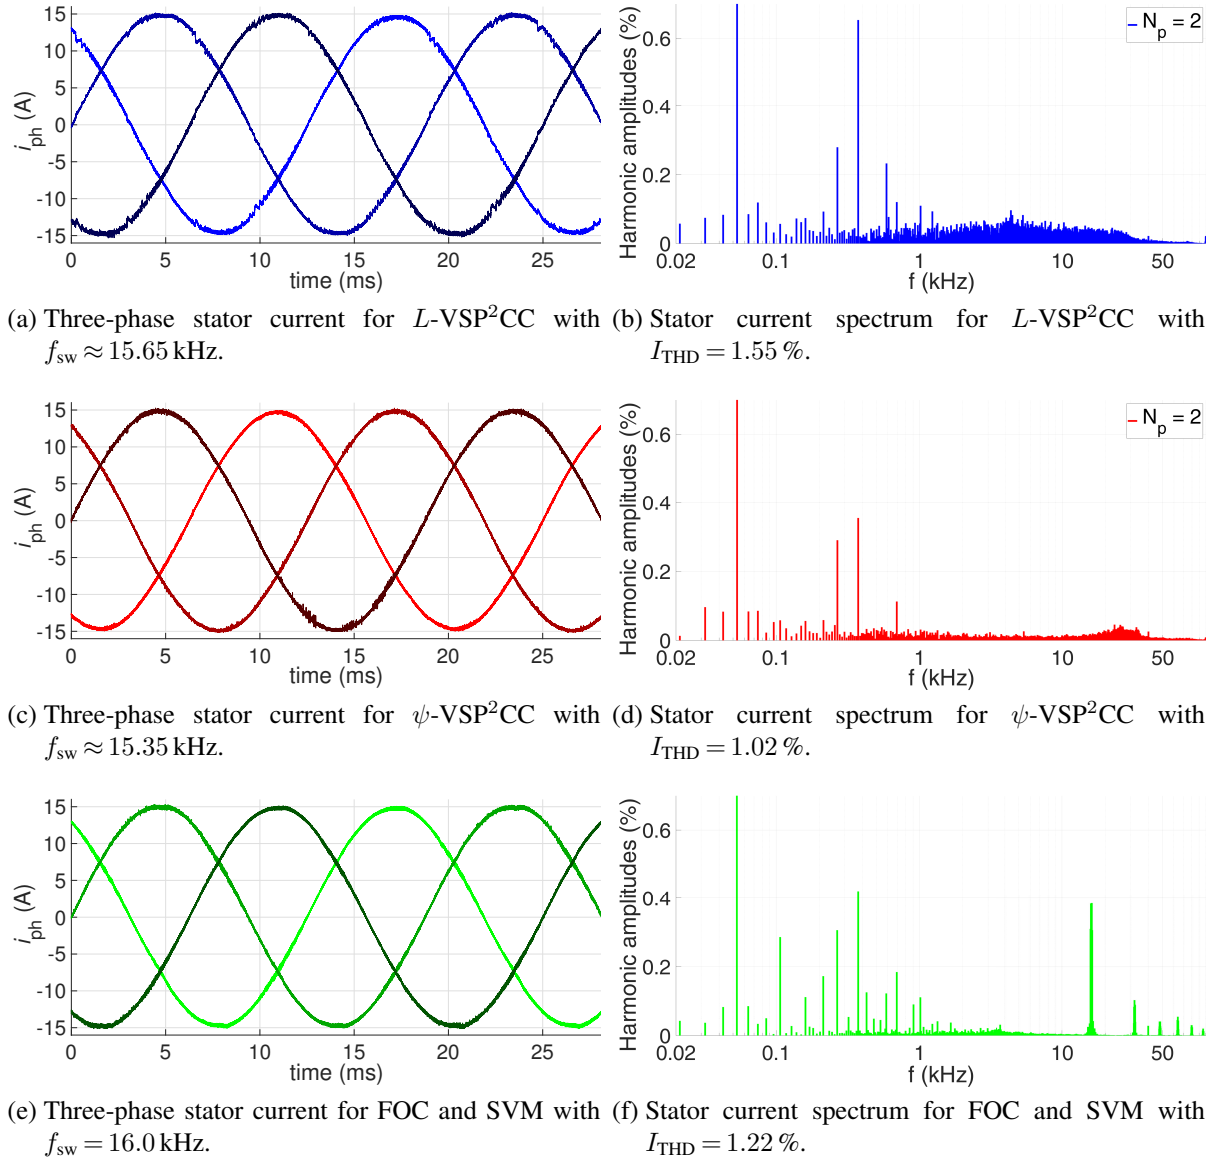 15
10
5
0
-5
-10
-15
i_ph (A)
0 5 10 15 20 25
time (ms)
0.6
0.4
0.2
0
Harmonic amplitudes (%)
N_p = 2
0.02 0.1 1 10 50
f (kHz)
(a) Three-phase stator current for L-VSP²CC with
f_sw ≈ 15.65 kHz.
(b) Stator current spectrum for L-VSP²CC with
I_THD = 1.55 %.
15
10
5
0
-5
-10
-15
i_ph (A)
0 5 10 15 20 25
time (ms)
0.6
0.4
0.2
0
Harmonic amplitudes (%)
N_p = 2
0.02 0.1 1 10 50
f (kHz)
(c) Three-phase stator current for ψ-VSP²CC with
f_sw ≈ 15.35 kHz.
(d) Stator current spectrum for ψ-VSP²CC with
I_THD = 1.02 %.
15
10
5
0
-5
-10
-15
i_ph (A)
0 5 10 15 20 25
time (ms)
0.6
0.4
0.2
0
Harmonic amplitudes (%)
0.02 0.1 1 10 50
f (kHz)
(e) Three-phase stator current for FOC and SVM with
f_sw = 16.0 kHz.
(f) Stator current spectrum for FOC and SVM with
I_THD = 1.22 %.